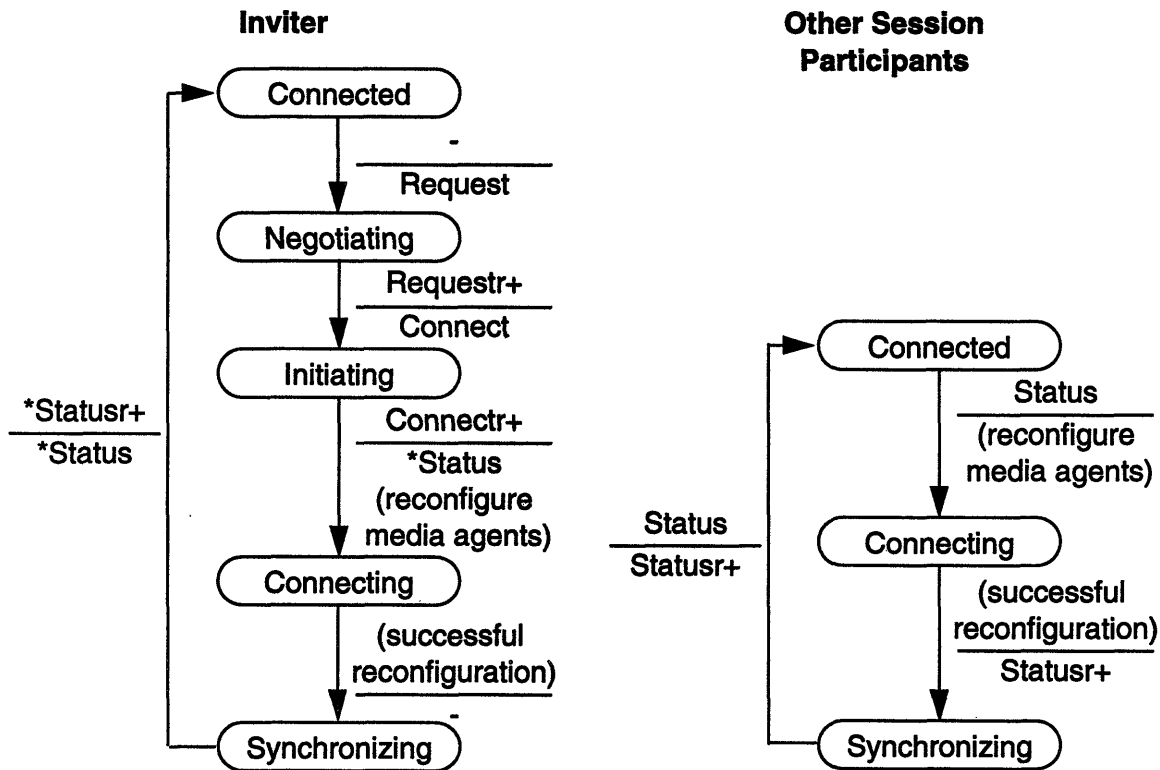 Inviter
Connected
-
Request
Negotiating
Requestr+
Connect
Initiating
Connectr+
*Status
(reconfigure
media agents)
Connecting
(successful
reconfiguration)
-
Synchronizing
*Statusr+
*Status
Other Session
Participants
Connected
Status
(reconfigure
media agents)
Connecting
(successful
reconfiguration)
Statusr+
Synchronizing
Status
Statusr+